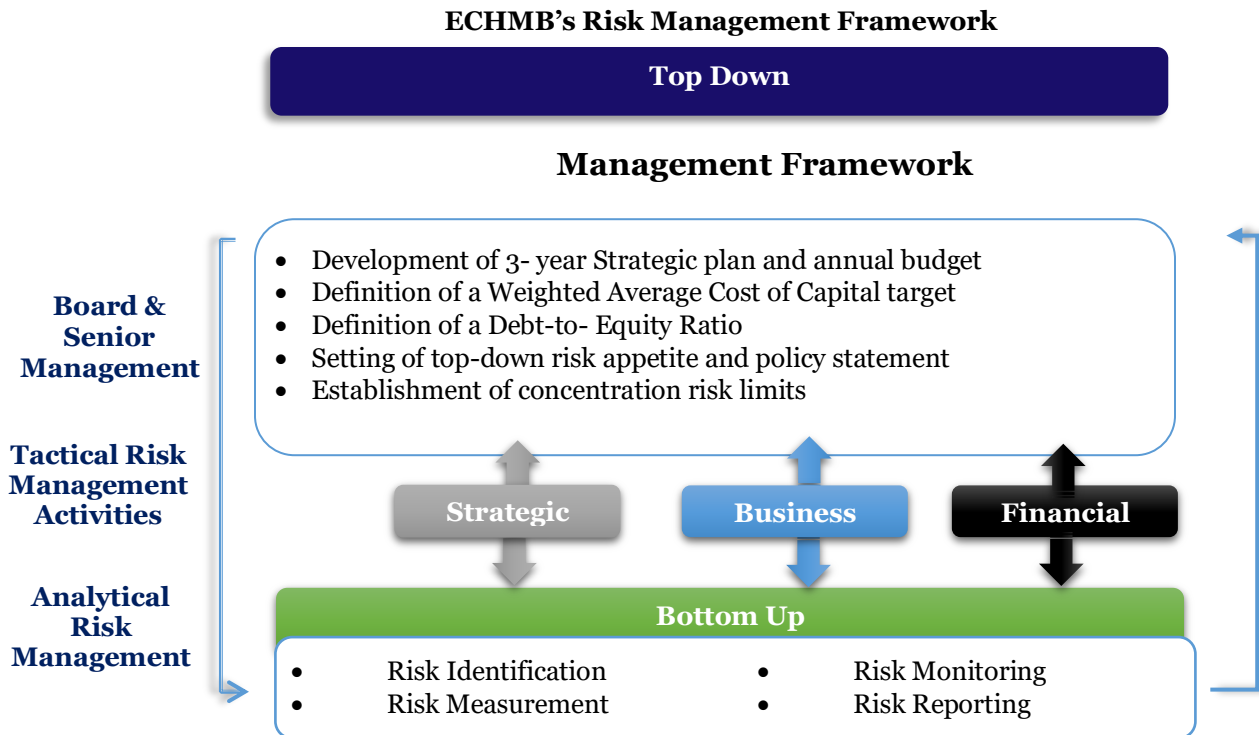 ECHMB’s Risk Management Framework
Top Down
Management Framework
• Development of 3- year Strategic plan and annual budget
• Definition of a Weighted Average Cost of Capital target
• Definition of a Debt-to- Equity Ratio
• Setting of top-down risk appetite and policy statement
• Establishment of concentration risk limits
Board &
Senior
Management
Tactical Risk
Management
Activities
Strategic
Business
Financial
Analytical
Risk
Management
Bottom Up
• Risk Identification
• Risk Measurement
• Risk Monitoring
• Risk Reporting